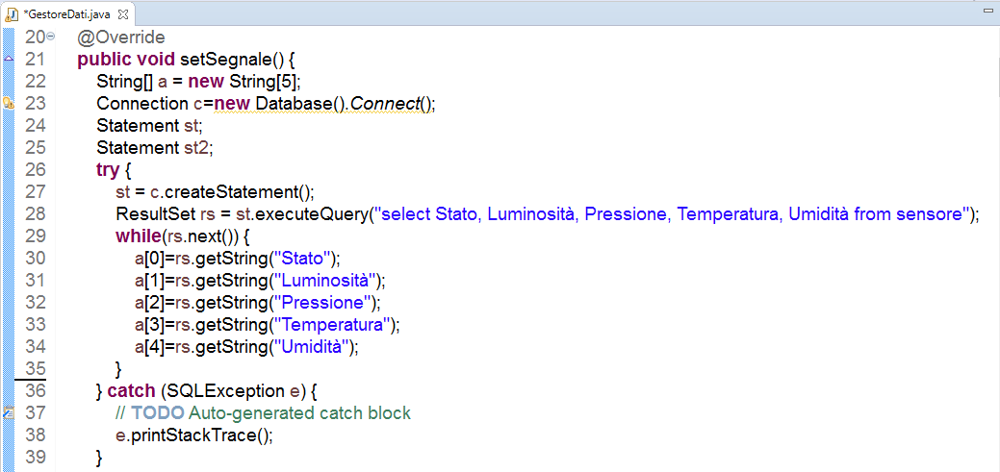 *GestoreDati.java
20 @Override
21 public void setSegnale() {
22 String[] a = new String[5];
23 Connection c=new Database().Connect();
24 Statement st;
25 Statement st2;
26 try {
27 st = c.createStatement();
28 ResultSet rs = st.executeQuery("select Stato, Luminosità, Pressione, Temperatura, Umidità from sensore");
29 while(rs.next()) {
30 a[0]=rs.getString("Stato");
31 a[1]=rs.getString("Luminosità");
32 a[2]=rs.getString("Pressione");
33 a[3]=rs.getString("Temperatura");
34 a[4]=rs.getString("Umidità");
35 }
36 } catch (SQLException e) {
37 // TODO Auto-generated catch block
38 e.printStackTrace();
39 }